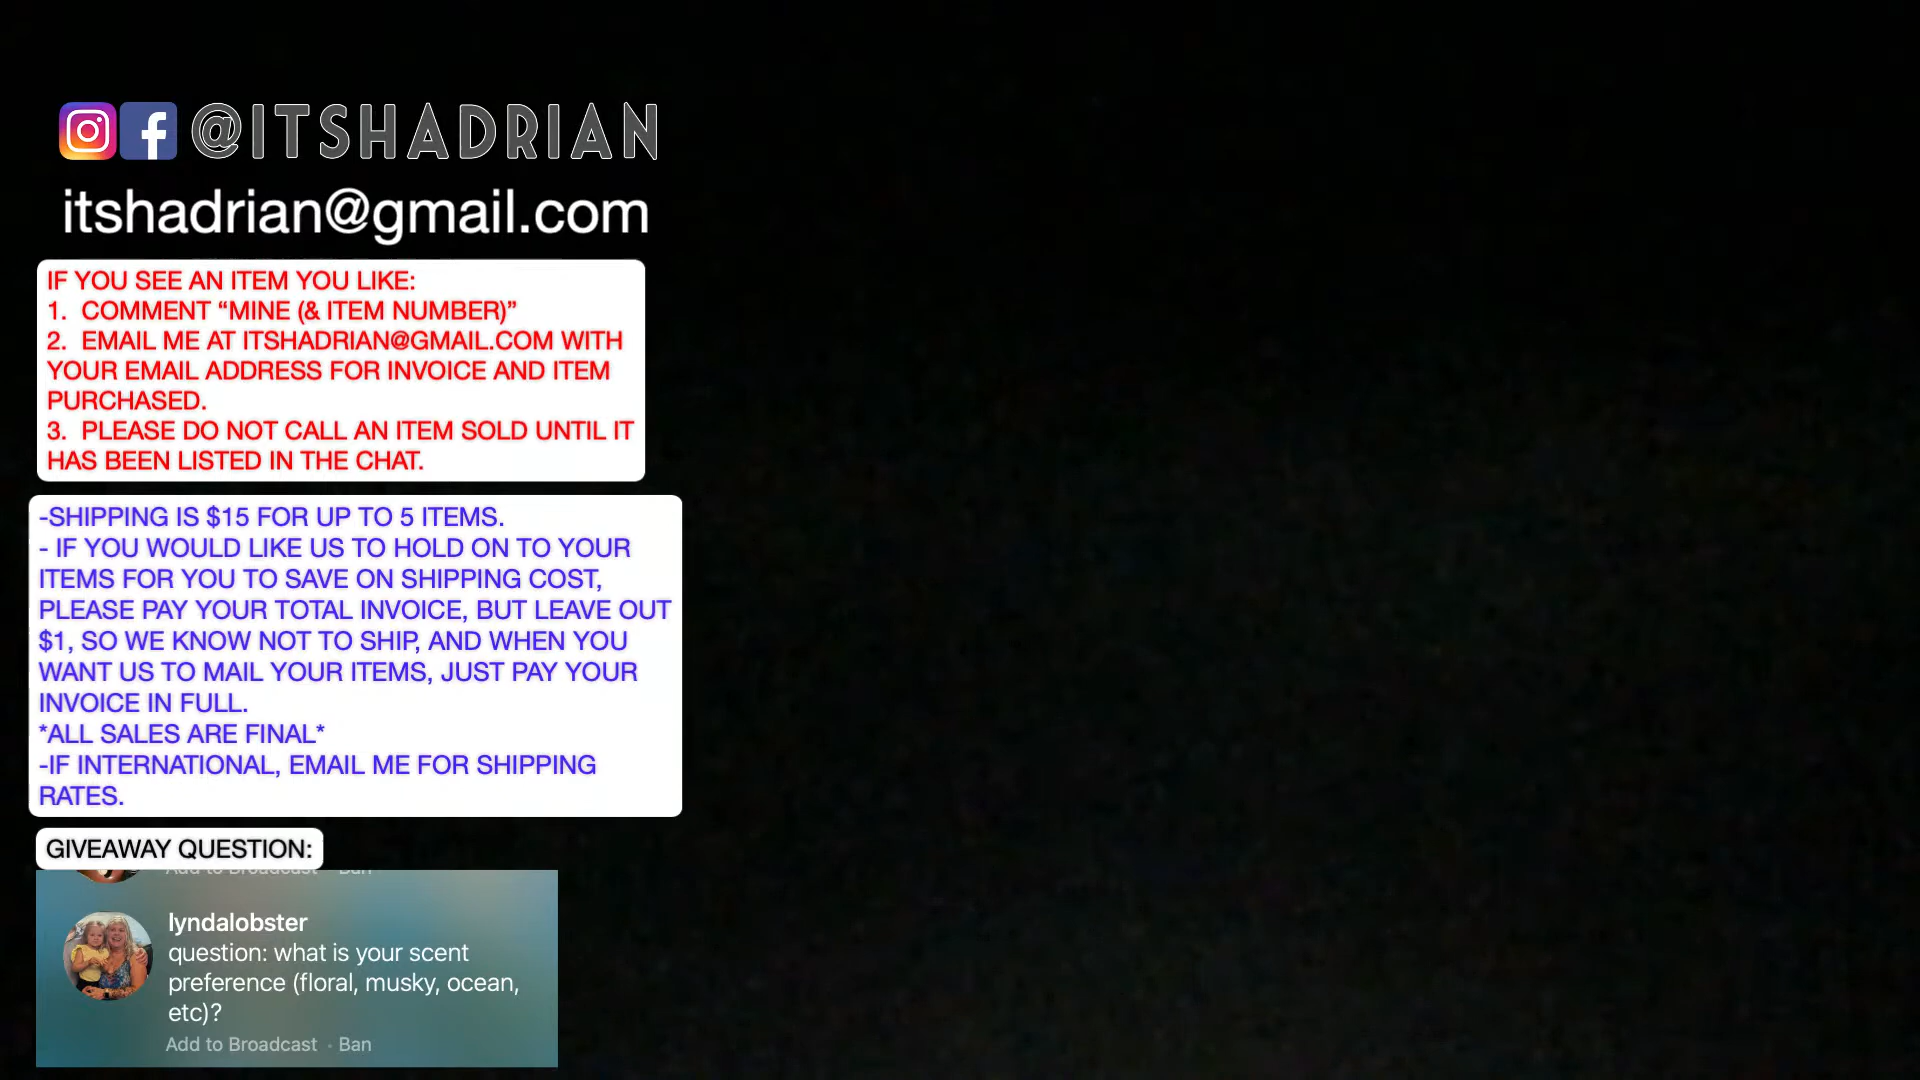 @ITSHADRIAN
itshadrian@gmail.com
IF YOU SEE AN ITEM YOU LIKE:
1. COMMENT “MINE (& ITEM NUMBER)”
2. EMAIL ME AT ITSHADRIAN@GMAIL.COM WITH
YOUR EMAIL ADDRESS FOR INVOICE AND ITEM
PURCHASED.
3. PLEASE DO NOT CALL AN ITEM SOLD UNTIL IT
HAS BEEN LISTED IN THE CHAT.
-SHIPPING IS $15 FOR UP TO 5 ITEMS.
- IF YOU WOULD LIKE US TO HOLD ON TO YOUR
ITEMS FOR YOU TO SAVE ON SHIPPING COST,
PLEASE PAY YOUR TOTAL INVOICE, BUT LEAVE OUT
$1, SO WE KNOW NOT TO SHIP, AND WHEN YOU
WANT US TO MAIL YOUR ITEMS, JUST PAY YOUR
INVOICE IN FULL.
*ALL SALES ARE FINAL*
-IF INTERNATIONAL, EMAIL ME FOR SHIPPING
RATES.
GIVEAWAY QUESTION:
Add to Broadcast · Ban
lyndalobster
question: what is your scent
preference (floral, musky, ocean,
etc)?
Add to Broadcast · Ban